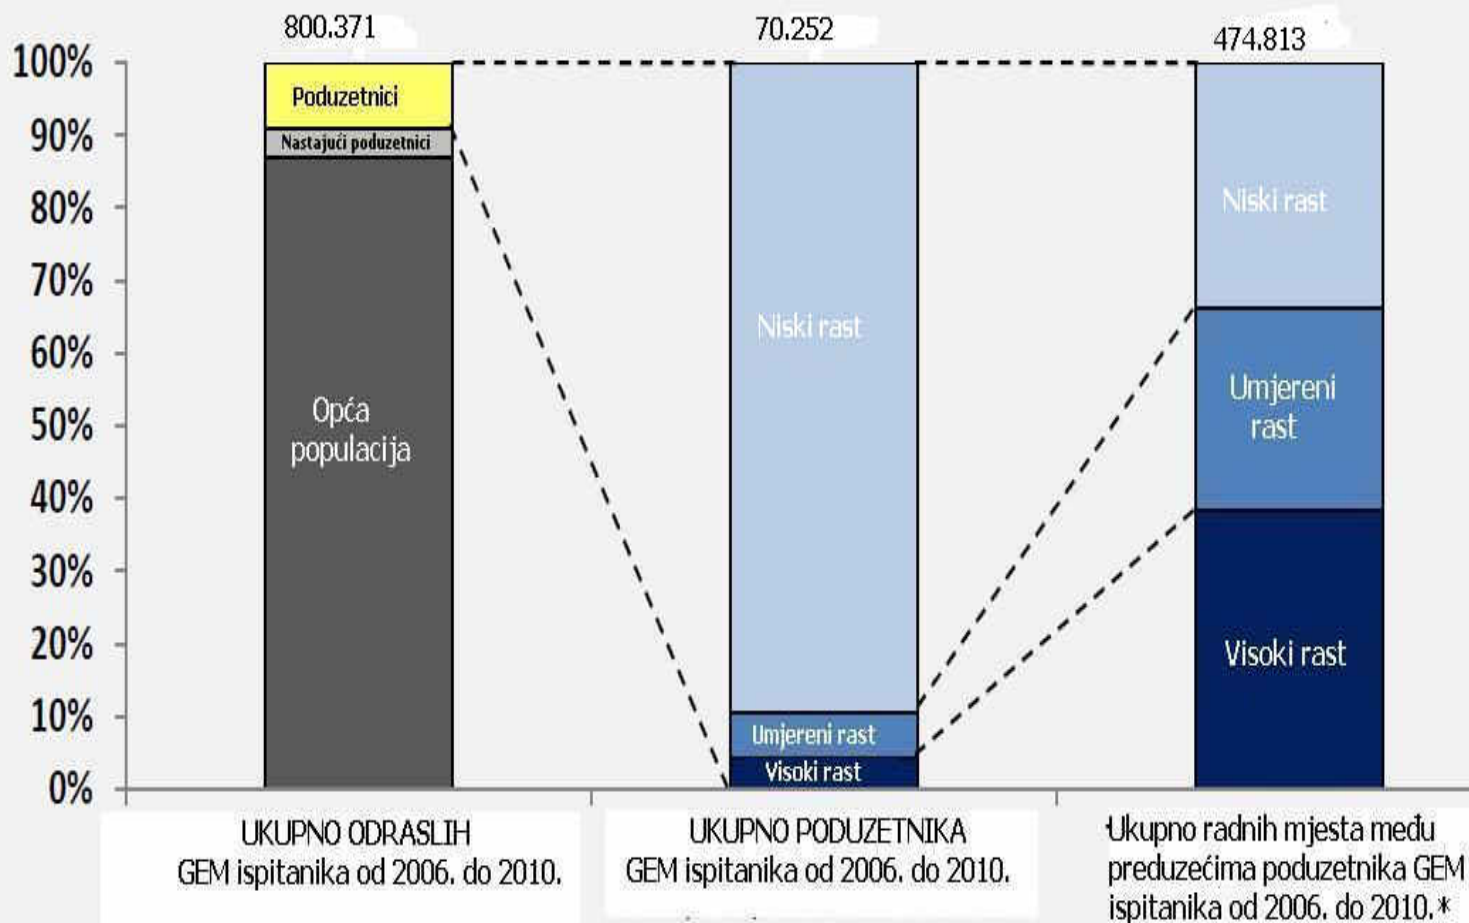 800.371
70.252
474.813
100%
90%
80%
70%
60%
50%
40%
30%
20%
10%
0%
Poduzetnici
Nastajući poduzetnici
Opća
populacija
Niski rast
Umjereni rast
Visoki rast
Niski rast
Umjereni
rast
Visoki rast
UKUPNO ODRASLIH
GEM ispitanika od 2006. do 2010.
UKUPNO PODUZETNIKA
GEM ispitanika od 2006. do 2010.
Ukupno radnih mjesta među
preduzećima poduzetnika GEM
ispitanika od 2006. do 2010.*